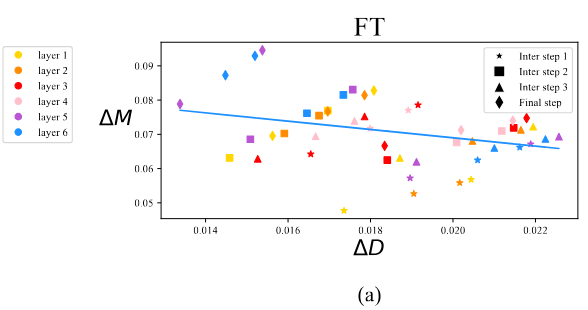 FT
layer 1
layer 2
layer 3
layer 4
layer 5
layer 6
Inter step 1
Inter step 2
Inter step 3
Final step
ΔM
0.09
0.08
0.07
0.06
0.05
0.014 0.016 0.018 0.020 0.022
ΔD
(a)